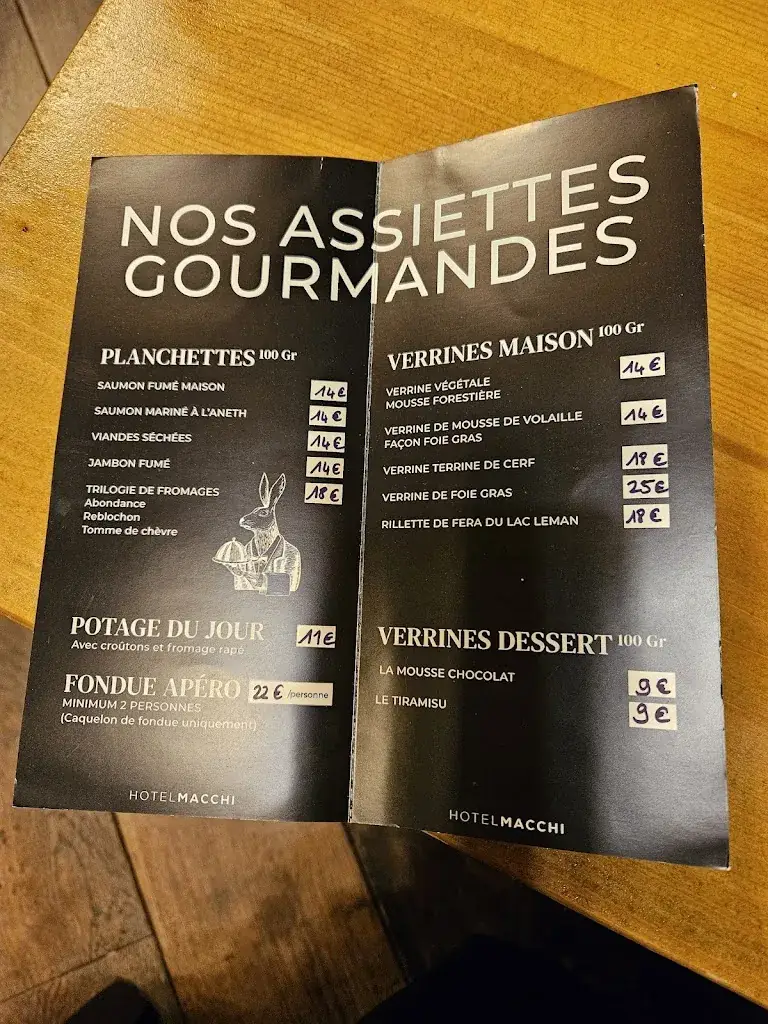 NOS ASSIETTES
GOURMANDES
PLANCHETTES 100 Gr
SAUMON FUMÉ MAISON 14€
SAUMON MARINÉ À L'ANETH 14€
VIANDES SÉCHÉES 14€
JAMBON FUMÉ 14€
TRILOGIE DE FROMAGES 18€
Abondance
Reblochon
Tomme de chèvre
POTAGE DU JOUR 11€
Avec croûtons et fromage rapé
FONDUE APÉRO 22 € /personne
MINIMUM 2 PERSONNES
(Caquelon de fondue uniquement)
HOTELMACCHI
VERRINES MAISON 100 Gr
VERRINE VÉGÉTALE 14€
MOUSSE FORESTIÈRE
VERRINE DE MOUSSE DE VOLAILLE 14€
FAÇON FOIE GRAS
VERRINE TERRINE DE CERF 18€
VERRINE DE FOIE GRAS 25€
RILLETTE DE FERA DU LAC LEMAN 18€
VERRINES DESSERT 100 Gr
LA MOUSSE CHOCOLAT 9€
LE TIRAMISU 9€
HOTELMACCHI